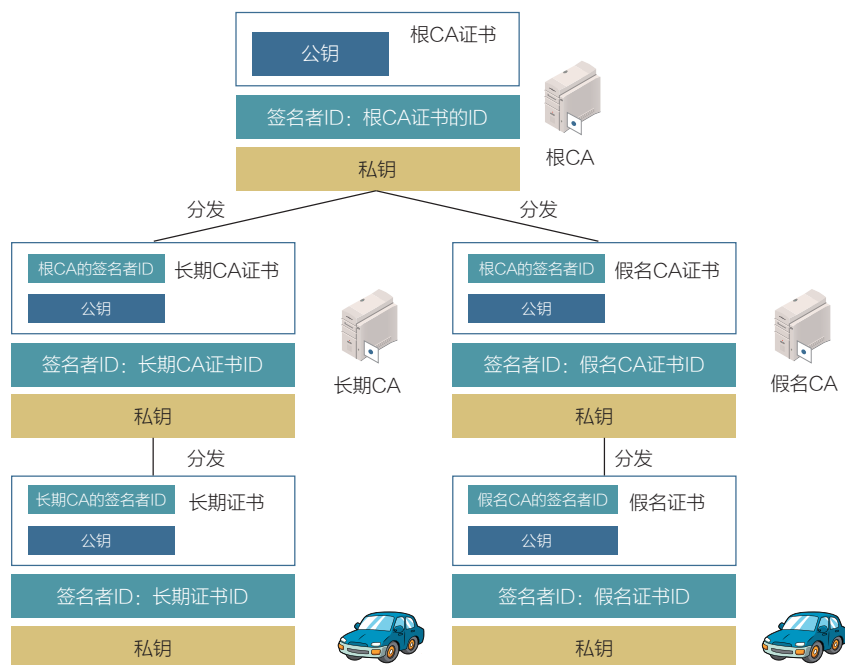 根CA证书
公钥
签名者ID：根CA证书的ID
根CA
私钥
分发
分发
根CA的签名者ID
长期CA证书
公钥
签名者ID：长期CA证书ID
长期CA
私钥
根CA的签名者ID
假名CA证书
公钥
签名者ID：假名CA证书ID
假名CA
私钥
分发
分发
长期CA的签名者ID
长期证书
公钥
签名者ID：长期证书ID
私钥
假名CA的签名者ID
假名证书
公钥
签名者ID：假名证书ID
私钥